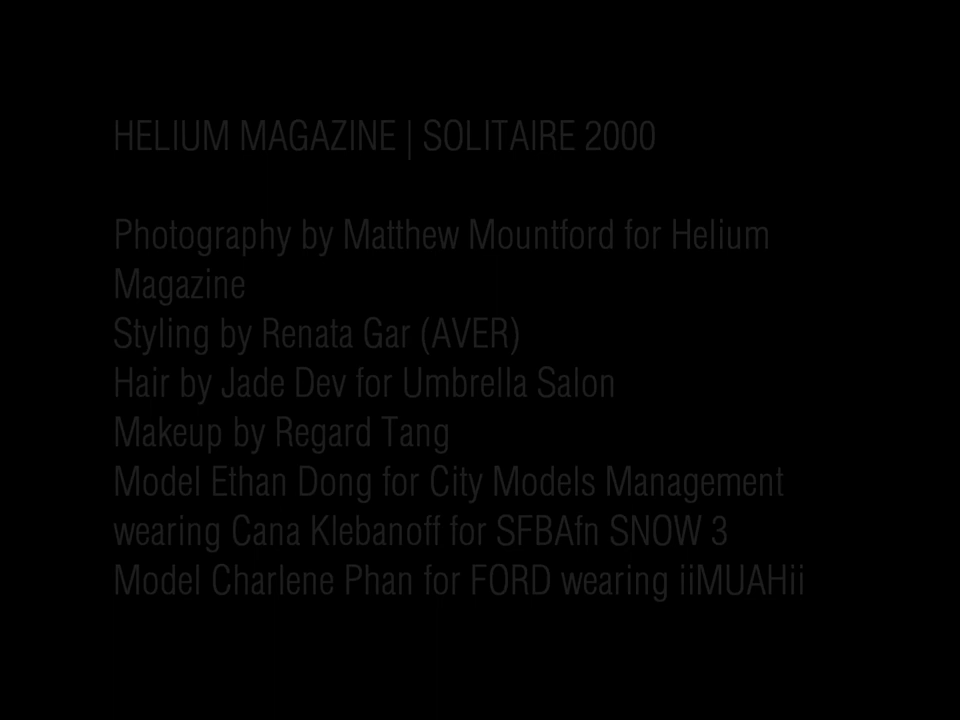 HELIUM MAGAZINE | SOLITAIRE 2000
Photography by Matthew Mountford for Helium
Magazine
Styling by Renata Gar (AVER)
Hair by Jade Dev for Umbrella Salon
Makeup by Regard Tang
Model Ethan Dong for City Models Management
wearing Cana Klebanoff for SFBAfn SNOW 3
Model Charlene Phan for FORD wearing iiMUAHii